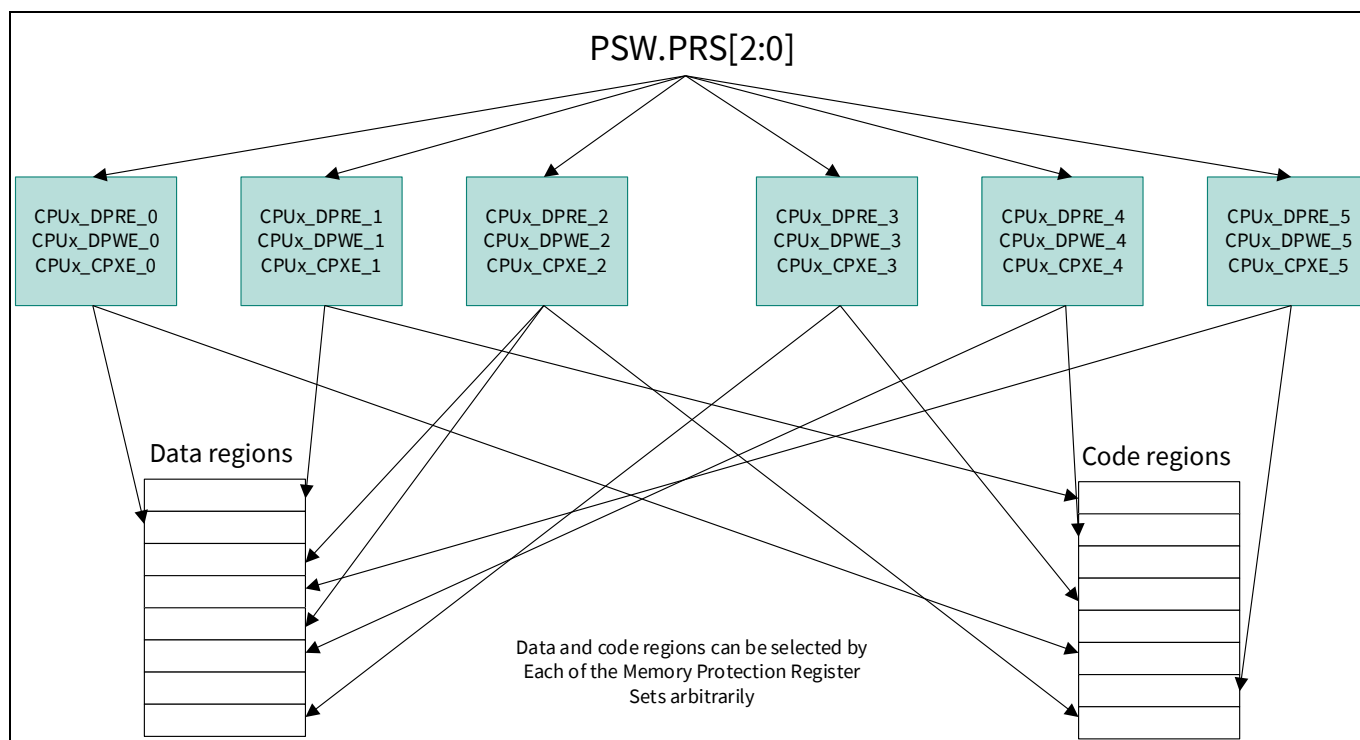 PSW.PRS[2:0]
CPUx_DPRE_0
CPUx_DPWE_0
CPUx_CPXE_0
CPUx_DPRE_1
CPUx_DPWE_1
CPUx_CPXE_1
CPUx_DPRE_2
CPUx_DPWE_2
CPUx_CPXE_2
CPUx_DPRE_3
CPUx_DPWE_3
CPUx_CPXE_3
CPUx_DPRE_4
CPUx_DPWE_4
CPUx_CPXE_4
CPUx_DPRE_5
CPUx_DPWE_5
CPUx_CPXE_5
Data regions
Code regions
Data and code regions can be selected by
Each of the Memory Protection Register
Sets arbitrarily